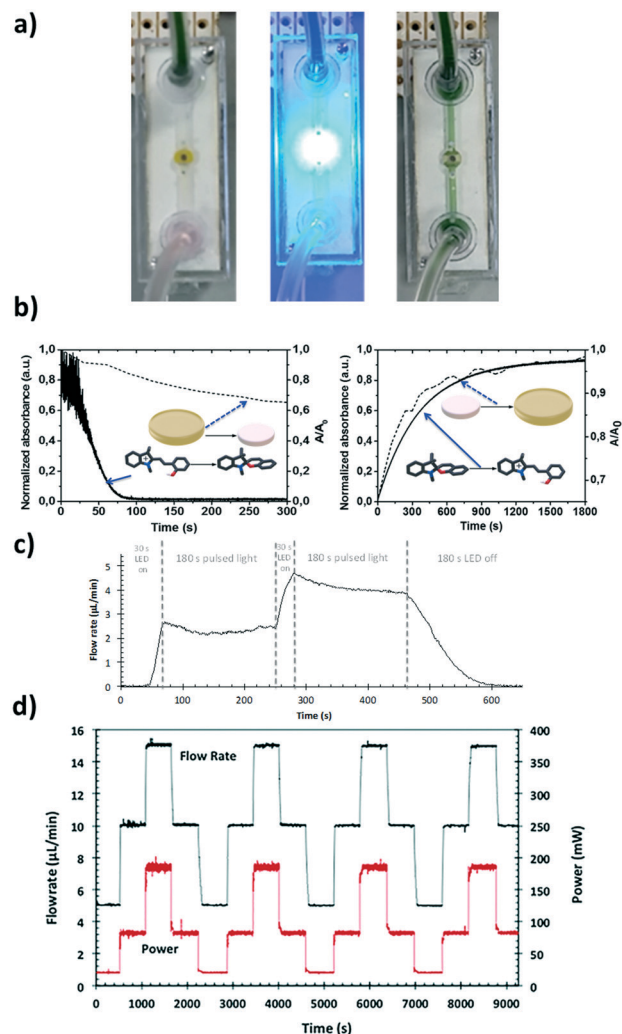 a)
b)
Normalized absorbance (a.u.)
1,0
0,8
0,6
0,4
0,2
0,0
0 50 100 150 200 250 300
Time (s)
1,0
0,8
0,6
0,4
0,2
0,0
A/A₀
Normalized absorbance (a.u.)
1,0
0,8
0,6
0,4
0,2
0,0
0 300 600 900 1200 1500 1800
Time (s)
1,0
0,9
0,8
0,7
A/A0
c)
30 s
LED
on
180 s pulsed light
30 s
LED
on
180 s pulsed light
180 s LED off
Flow rate (µL/min)
5
4
3
2
1
0
0 100 200 300 400 500 600
Time (s)
d)
Flowrate (µL/min)
16
14
12
10
8
6
4
2
0
Flow Rate
Power
400
350
300
250
200
150
100
50
0
Power (mW)
0 1000 2000 3000 4000 5000 6000 7000 8000 9000
Time (s)